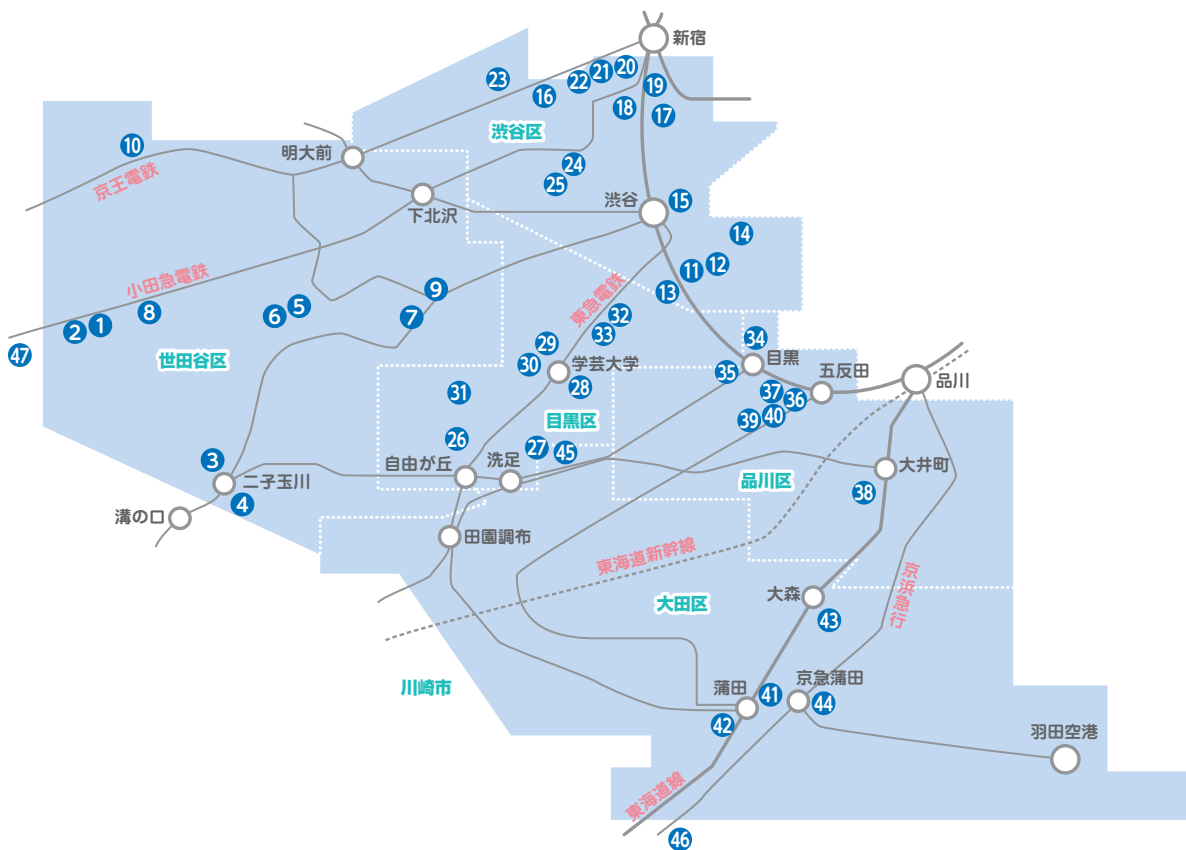 新宿
20
21
22
23
19
16
18
17
渋谷区
10
明大前
24
25
京王電鉄
渋谷
15
下北沢
14
12
11
小田急電鉄
9
東急電鉄
13
5
8
6
7
32
1
2
33
34
47
29
世田谷区
目黒
30
学芸大学
35
五反田
品川
28
37
31
36
40
目黒区
39
26
27
45
自由が丘
洗足
3
大井町
二子玉川
品川区
38
4
溝の口
田園調布
東海道新幹線
京浜急行
大森
大田区
43
川崎市
京急蒲田
蒲田
41
44
42
羽田空港
東海道線
46